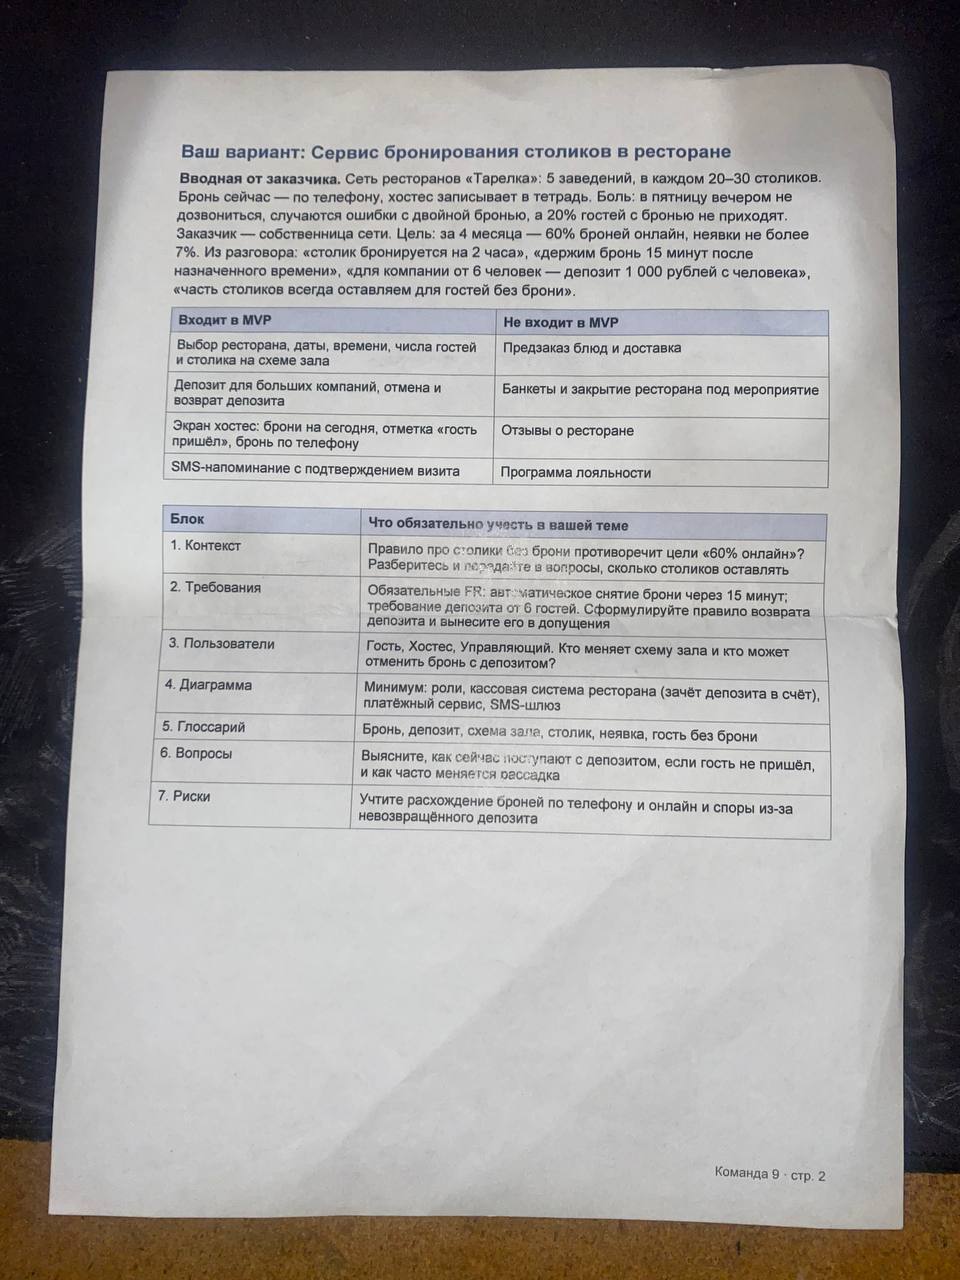 Ваш вариант: Сервис бронирования столиков в ресторане
Вводная от заказчика. Сеть ресторанов «Тарелка»: 5 заведений, в каждом 20–30 столиков.
Бронь сейчас — по телефону, хостес записывает в тетрадь. Боль: в пятницу вечером не
дозвониться, случаются ошибки с двойной бронью, а 20% гостей с бронью не приходят.
Заказчик — собственница сети. Цель: за 4 месяца — 60% броней онлайн, неявки не более
7%. Из разговора: «столик бронируется на 2 часа», «держим бронь 15 минут после
назначенного времени», «для компании от 6 человек — депозит 1 000 рублей с человека»,
«часть столиков всегда оставляем для гостей без брони».
Входит в MVP
Не входит в MVP
Выбор ресторана, даты, времени, числа гостей
и столика на схеме зала
Предзаказ блюд и доставка
Депозит для больших компаний, отмена и
возврат депозита
Банкеты и закрытие ресторана под мероприятие
Экран хостес: брони на сегодня, отметка «гость
пришёл», бронь по телефону
Отзывы о ресторане
SMS-напоминание с подтверждением визита
Программа лояльности
Блок
Что обязательно учесть в вашей теме
1. Контекст
Правило про столики без брони противоречит цели «60% онлайн»?
Разберитесь и передайте в вопросы, сколько столиков оставлять
2. Требования
Обязательные FR: автоматическое снятие брони через 15 минут;
требование депозита от 6 гостей. Сформулируйте правило возврата
депозита и вынесите его в допущения
3. Пользователи
Гость, Хостес, Управляющий. Кто меняет схему зала и кто может
отменить бронь с депозитом?
4. Диаграмма
Минимум: роли, кассовая система ресторана (зачёт депозита в счёт),
платёжный сервис, SMS-шлюз
5. Глоссарий
Бронь, депозит, схема зала, столик, неявка, гость без брони
6. Вопросы
Выясните, как сейчас поступают с депозитом, если гость не пришёл,
и как часто меняется рассадка
7. Риски
Учтите расхождение броней по телефону и онлайн и споры из-за
невозвращённого депозита
Команда 9 · стр. 2